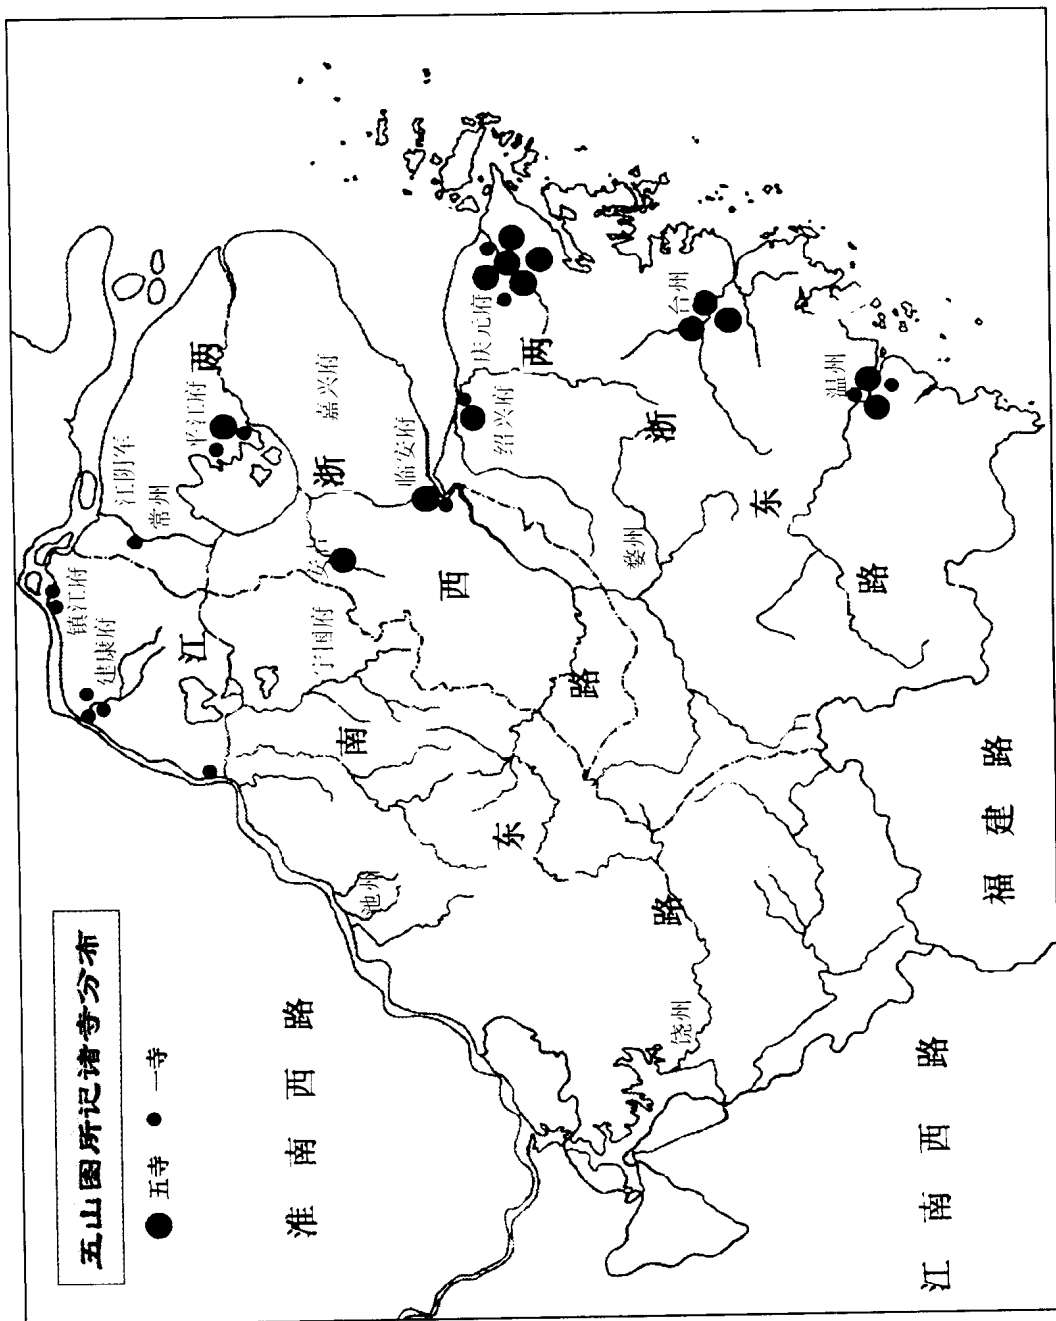 五山图所记诸寺分布
五寺 一寺
淮南西路
江南西路
福建路
江南东路
两浙西路
两浙东路
镇江府
建康府
江阴军
常州
平江府
嘉兴府
临安府
安
宁国府
池州
饶州
庆元府
绍兴府
台州
温州
婺州